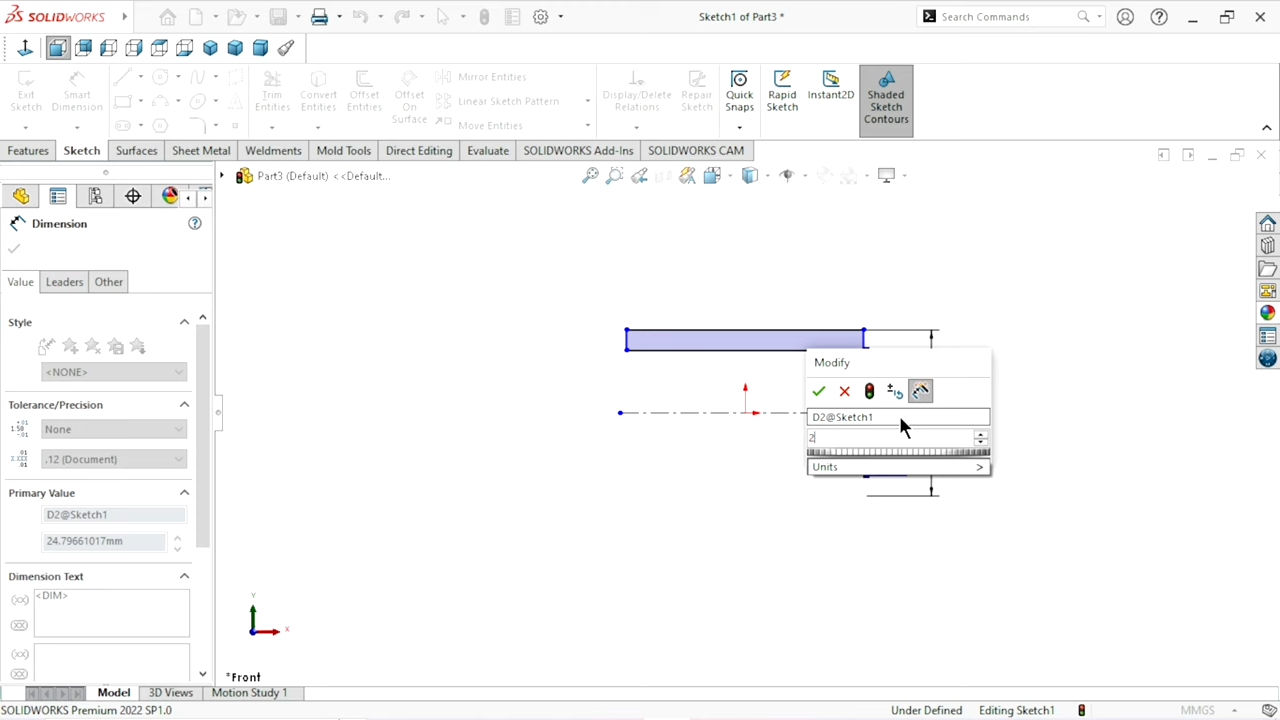 SOLIDWORKS
Sketch1 of Part3 *
Search Commands
Exit Sketch
Smart Dimension
Trim Entities
Convert Entities
Offset Entities
Offset On Surface
Mirror Entities
Linear Sketch Pattern
Move Entities
Display/Delete Relations
Repair Sketch
Quick Snaps
Rapid Sketch
Instant2D
Shaded Sketch Contours
Features
Sketch
Surfaces
Sheet Metal
Weldments
Mold Tools
Direct Editing
Evaluate
SOLIDWORKS Add-Ins
SOLIDWORKS CAM
Part3 (Default) <<Default...
Dimension
Value
Leaders
Other
Style
<NONE>
Tolerance/Precision
None
.12 (Document)
Primary Value
D2@Sketch1
24.79661017mm
Dimension Text
<DIM>
Modify
D2@Sketch1
2
Units
Y
X
*Front
Model
3D Views
Motion Study 1
SOLIDWORKS Premium 2022 SP1.0
Under Defined
Editing Sketch1
MMGS